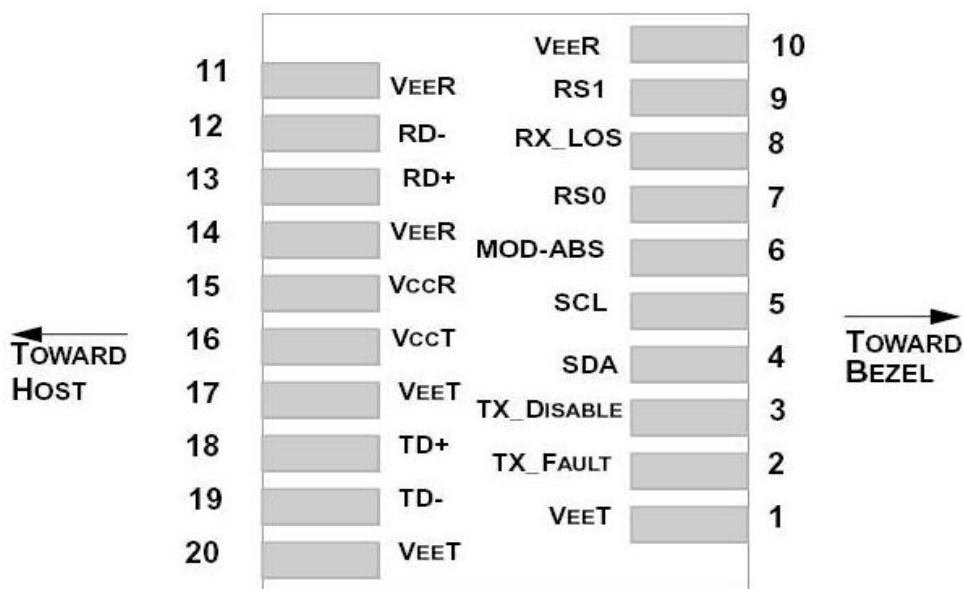 VEER 10
11 VEER
RS1 9
12 RD-
RX_LOS 8
13 RD+
RS0 7
14 VEER
MOD-ABS 6
15 VCCR
SCL 5
16 VCCT
TOWARD
HOST
TOWARD
BEZEL
SDA 4
17 VEET
TX_DISABLE 3
18 TD+
TX_FAULT 2
19 TD-
VEET 1
20 VEET